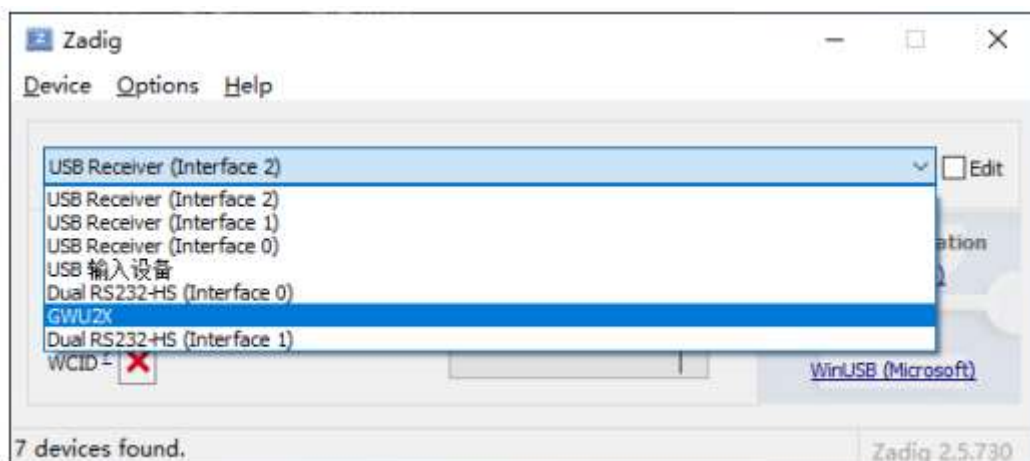 Zadig
Device Options Help
USB Receiver (Interface 2)
Edit
USB Receiver (Interface 2)
USB Receiver (Interface 1)
USB Receiver (Interface 0)
USB 输入设备
Dual RS232-HS (Interface 0)
GWU2X
Dual RS232-HS (Interface 1)
WCID
WinUSB (Microsoft)
7 devices found.
Zadig 2.5.730